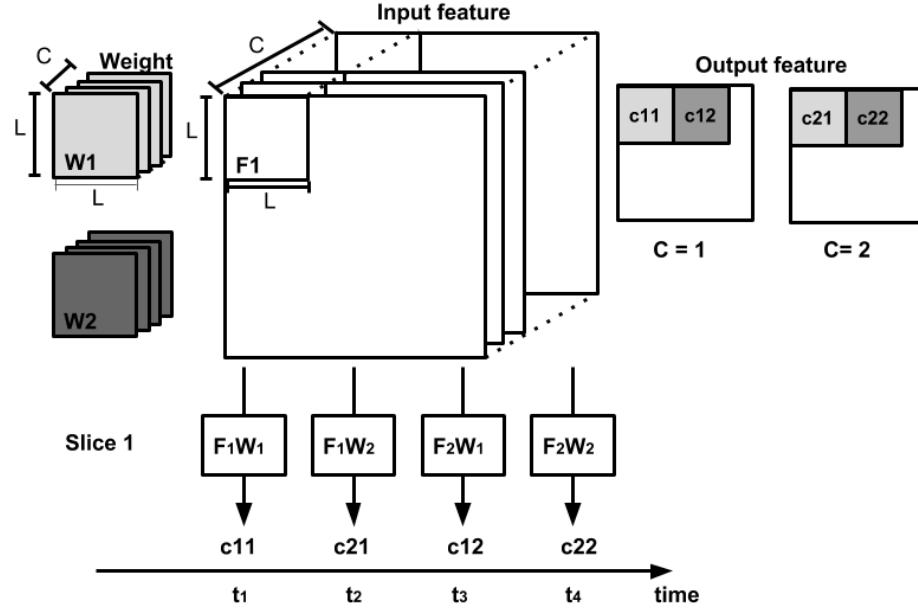 Input feature
C
C
Weight
Output feature
L
L
c11
c12
c21
c22
W1
F1
L
L
C = 1
C= 2
W2
Slice 1
F₁W₁
F₁W₂
F₂W₁
F₂W₂
c11
c21
c12
c22
t₁
t₂
t₃
t₄
time